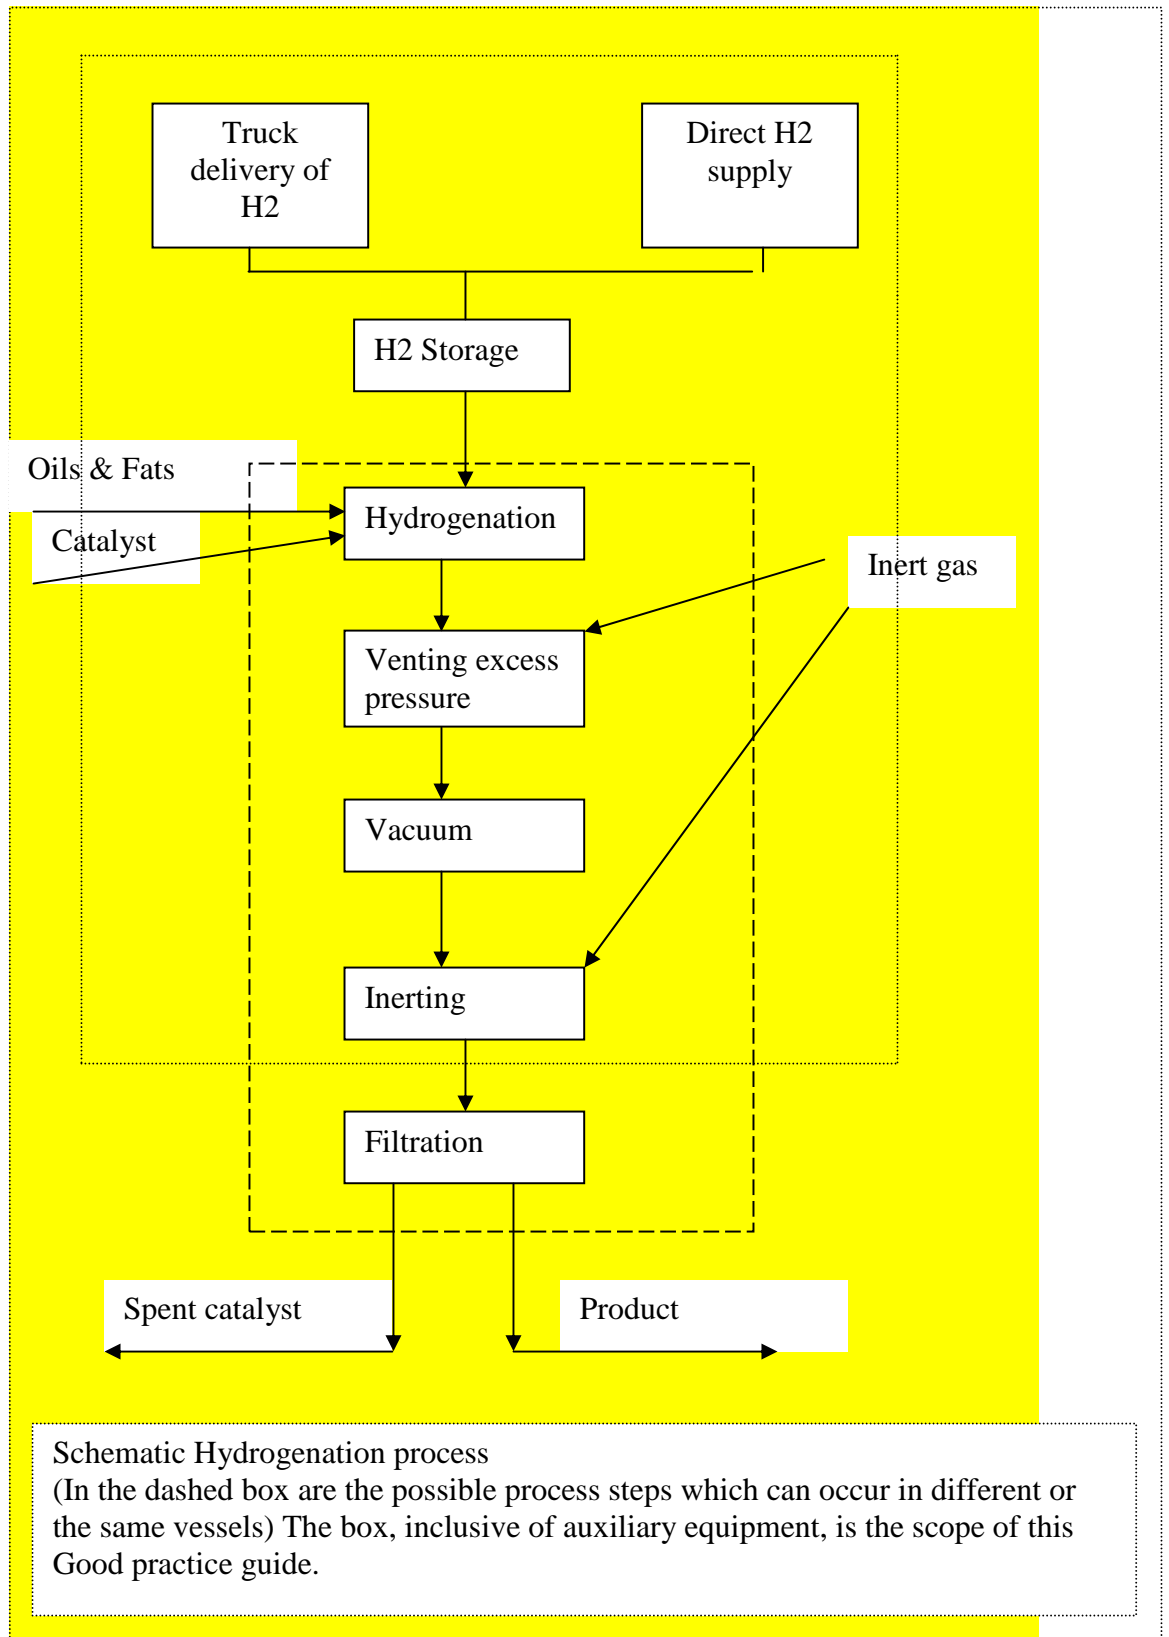 Truck
delivery of
H2
Direct H2
supply
H2 Storage
Oils & Fats
Hydrogenation
Catalyst
Inert gas
Venting excess
pressure
Vacuum
Inerting
Filtration
Spent catalyst
Product
Schematic Hydrogenation process
(In the dashed box are the possible process steps which can occur in different or
the same vessels) The box, inclusive of auxiliary equipment, is the scope of this
Good practice guide.